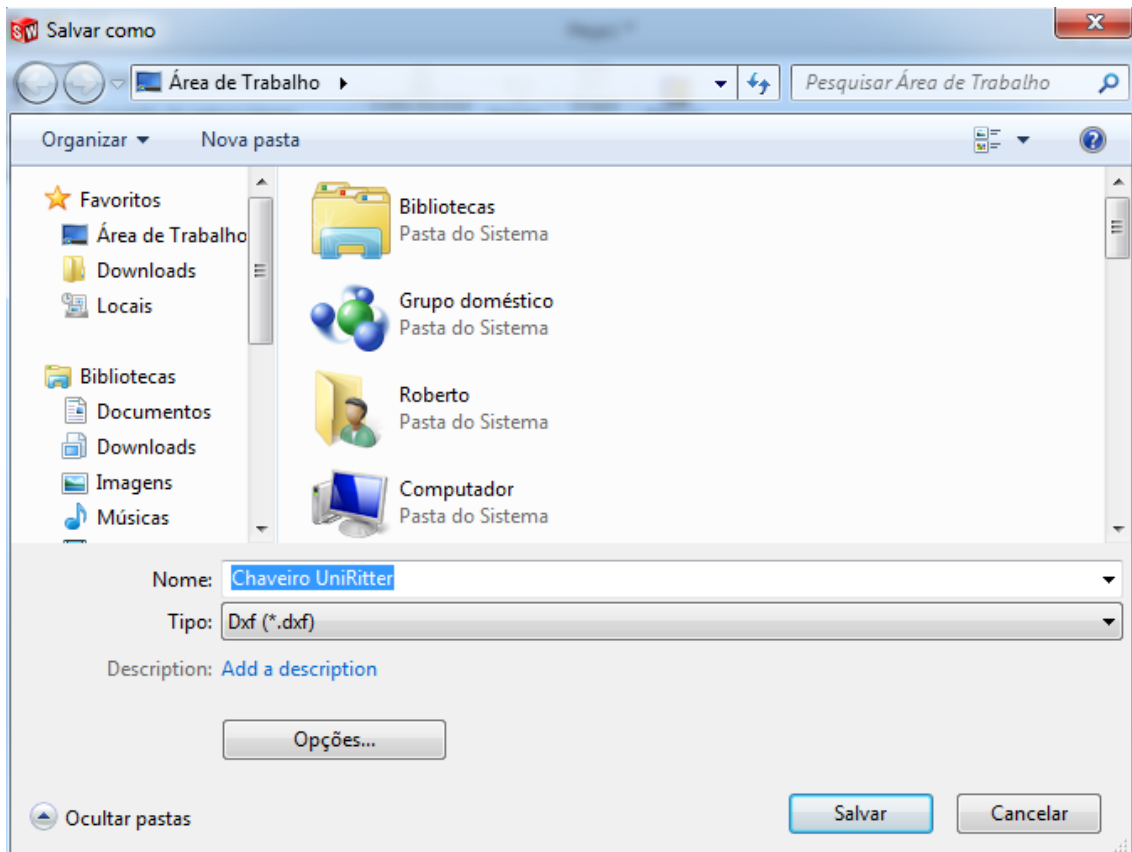 SW Salvar como
Área de Trabalho
Pesquisar Área de Trabalho
Organizar Nova pasta
Favoritos
Área de Trabalho
Downloads
Locais
Bibliotecas
Documentos
Downloads
Imagens
Músicas
Bibliotecas
Pasta do Sistema
Grupo doméstico
Pasta do Sistema
Roberto
Pasta do Sistema
Computador
Pasta do Sistema
Nome: Chaveiro UniRitter
Tipo: Dxf (*.dxf)
Description: Add a description
Opções...
Ocultar pastas
Salvar Cancelar